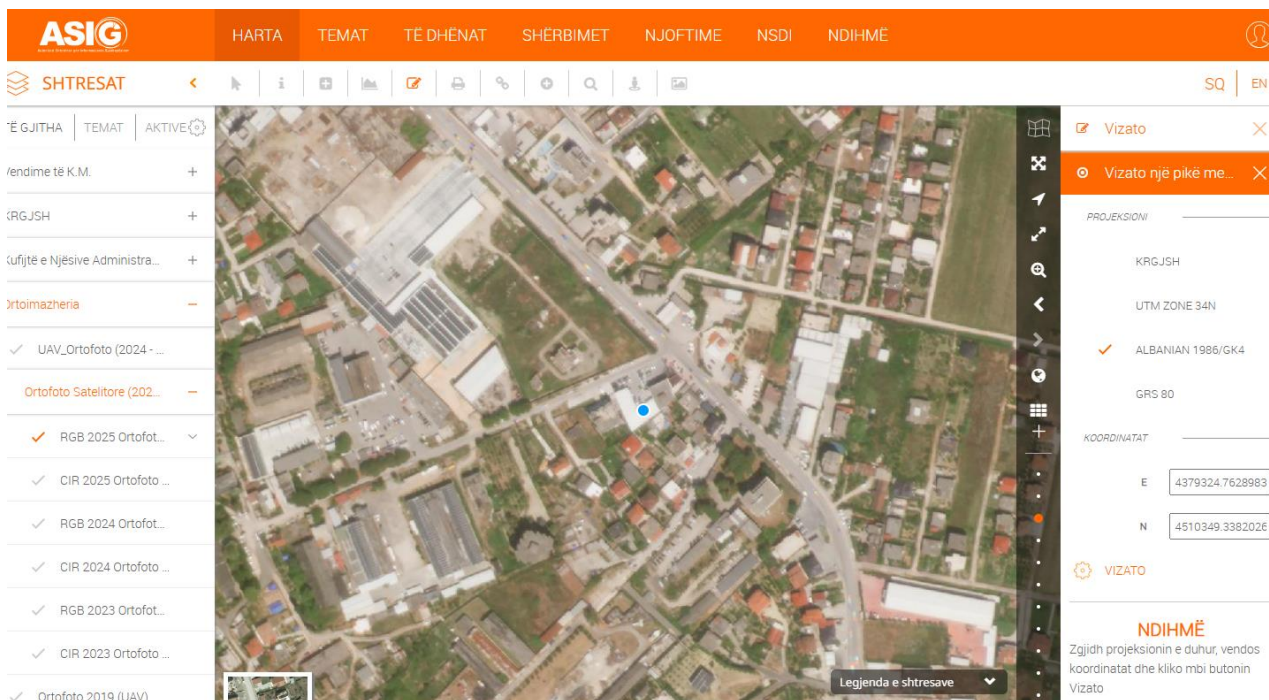 ASIG
HARTA TEMAT TË DHËNAT SHËRBIMET NJOFTIME NSDI NDIHMË
SHTRESAT
SQ EN
TË GJITHA TEMAT AKTIVE
Vendime të K.M.
KRGJSH
Kufijtë e Njësive Administra...
Ortoimazheria
UAV_Ortofoto (2024 - ...
Ortofoto Satelitore (202...
RGB 2025 Ortofot...
CIR 2025 Ortofoto ...
RGB 2024 Ortofot...
CIR 2024 Ortofoto ...
RGB 2023 Ortofot...
CIR 2023 Ortofoto ...
Ortofoto 2019 (UAV)
Legjenda e shtresave
Vizato
Vizato një pikë me...
PROJEKSIONI
KRGJSH
UTM ZONE 34N
ALBANIAN 1986/GK4
GRS 80
KOORDINATAT
E 4379324.7628983
N 4510349.3382026
VIZATO
NDIHMË
Zgjidh projeksionin e duhur, vendos
koordinatat dhe kliko mbi butonin
Vizato